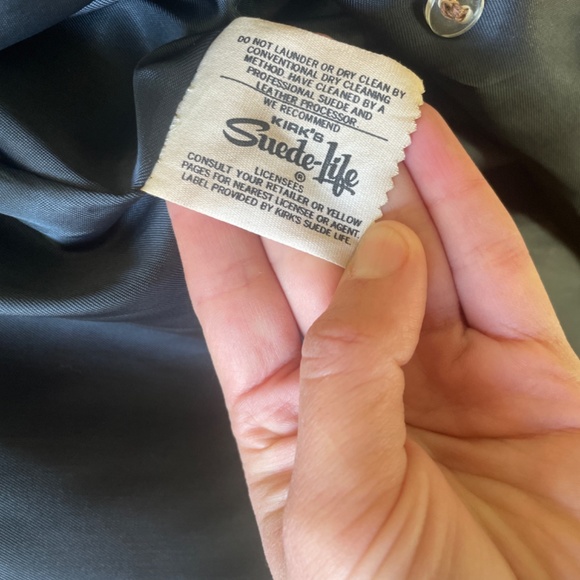 DO NOT LAUNDER OR DRY CLEAN BY
CONVENTIONAL DRY CLEANING
METHOD. HAVE CLEANED BY A
PROFESSIONAL SUEDE AND
LEATHER PROCESSOR.
WE RECOMMEND
KIRK'S
Suede-Life
®
LICENSEES
CONSULT YOUR RETAILER OR YELLOW
PAGES FOR NEAREST LICENSEE OR AGENT.
LABEL PROVIDED BY KIRK'S SUEDE LIFE.